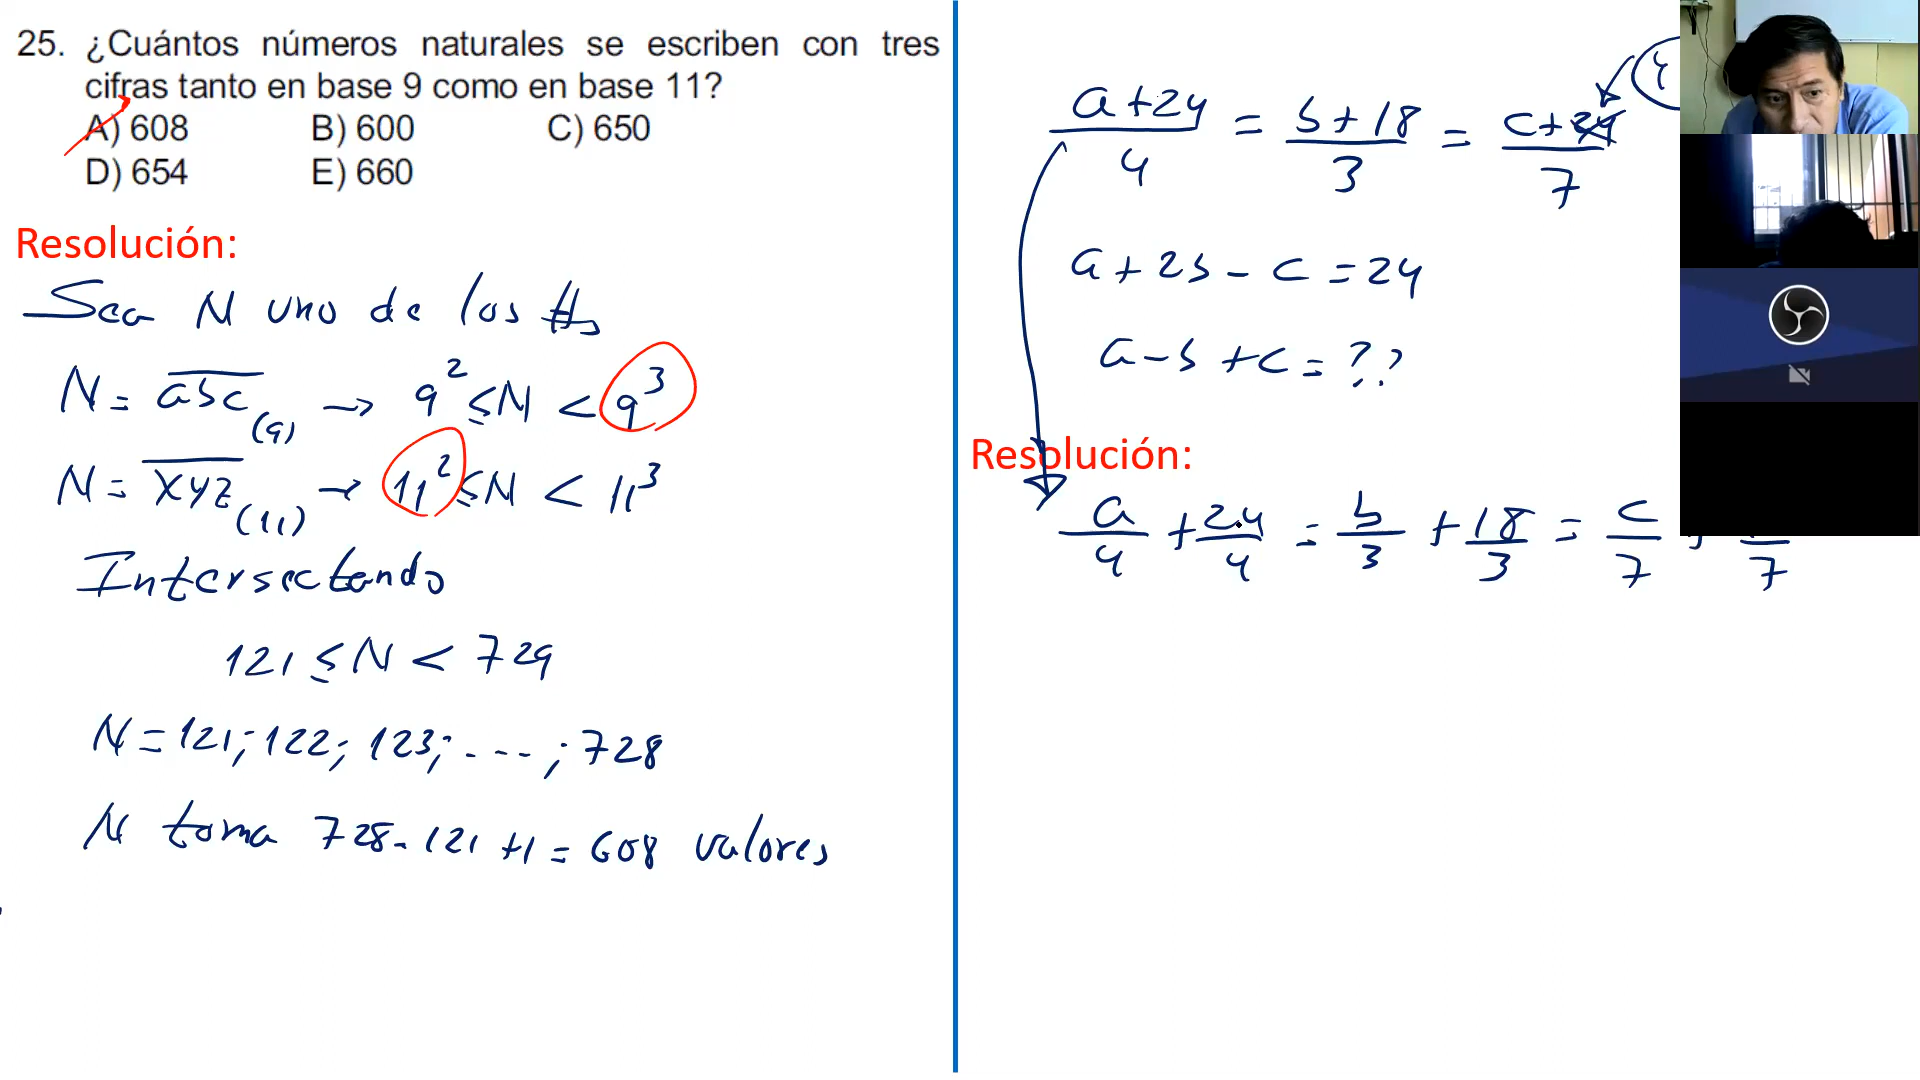 25. ¿Cuántos números naturales se escriben con tres
cifras tanto en base 9 como en base 11?
A) 608 B) 600 C) 650
D) 654 E) 660
Resolución:
Sea N uno de los #s
N = abc(9) → 9² ≤ N < 9³
N = xyz(11) → 11² ≤ N < 11³
Intersectando
121 ≤ N < 729
N = 121; 122; 123; ...; 728
N toma 728 - 121 + 1 = 608 valores
(a + 24)/4 = (b + 18)/3 = (c + 24)/7
a + 2b - c = 24
a - b + c = ??
Resolución:
a/4 + 24/4 = b/3 + 18/3 = c/7 + /7